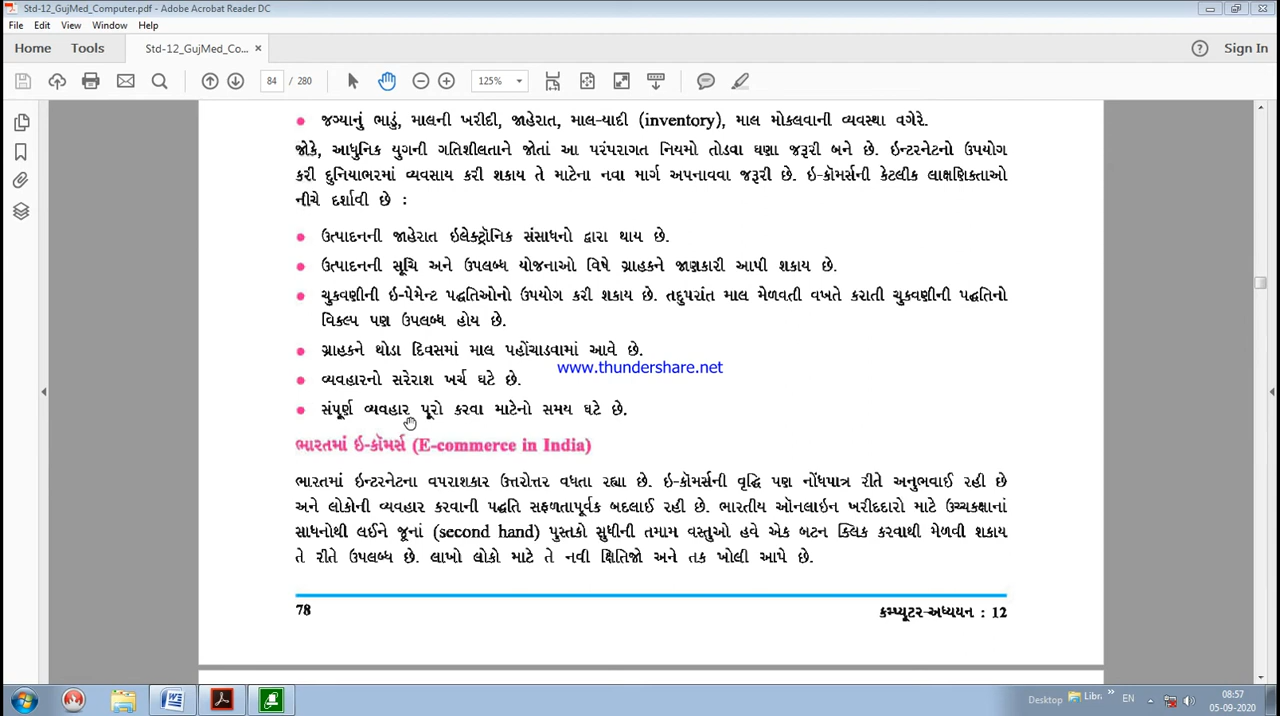 Std-12_GujMed_Computer.pdf - Adobe Acrobat Reader DC
File Edit View Window Help
Home Tools Std-12_GujMed_Co... × Sign In
84 / 280 125%
• જગ્યાનું ભાડું, માલની ખરીદી, જાહેરાત, માલ-યાદી (inventory), માલ મોકલવાની વ્યવસ્થા વગેરે.
જોકે, આધુનિક યુગની ગતિશીલતાને જોતાં આ પરંપરાગત નિયમો તોડવા ઘણા જરૂરી બને છે. ઇન્ટરનેટનો ઉપયોગ
કરી દુનિયાભરમાં વ્યવસાય કરી શકાય તે માટેના નવા માર્ગ અપનાવવા જરૂરી છે. ઇ-કૉમર્સની કેટલીક લાક્ષણિકતાઓ
નીચે દર્શાવી છે :
• ઉત્પાદનની જાહેરાત ઇલેક્ટ્રૉનિક સંસાધનો દ્વારા થાય છે.
• ઉત્પાદનની સૂચિ અને ઉપલબ્ધ યોજનાઓ વિષે ગ્રાહકને જાણકારી આપી શકાય છે.
• ચુકવણીની ઇ-પેમેન્ટ પદ્ધતિઓનો ઉપયોગ કરી શકાય છે. તદુપરાંત માલ મેળવતી વખતે કરાતી ચુકવણીની પદ્ધતિનો
વિકલ્પ પણ ઉપલબ્ધ હોય છે.
• ગ્રાહકને થોડા દિવસમાં માલ પહોંચાડવામાં આવે છે.
www.thundershare.net
• વ્યવહારનો સરેરાશ ખર્ચ ઘટે છે.
• સંપૂર્ણ વ્યવહાર પૂરો કરવા માટેનો સમય ઘટે છે.
ભારતમાં ઇ-કૉમર્સ (E-commerce in India)
ભારતમાં ઇન્ટરનેટના વપરાશકાર ઉત્તરોત્તર વધતા રહ્યા છે. ઇ-કૉમર્સની વૃદ્ધિ પણ નોંધપાત્ર રીતે અનુભવાઈ રહી છે
અને લોકોની વ્યવહાર કરવાની પદ્ધતિ સફળતાપૂર્વક બદલાઈ રહી છે. ભારતીય ઑનલાઇન ખરીદદારો માટે ઉચ્ચકક્ષાનાં
સાધનોથી લઈને જૂનાં (second hand) પુસ્તકો સુધીની તમામ વસ્તુઓ હવે એક બટન ક્લિક કરવાથી મેળવી શકાય
તે રીતે ઉપલબ્ધ છે. લાખો લોકો માટે તે નવી ક્ષિતિજો અને તક ખોલી આપે છે.
78 કમ્પ્યૂટર-અધ્યયન : 12
Desktop Libr » EN 08:57
05-09-2020